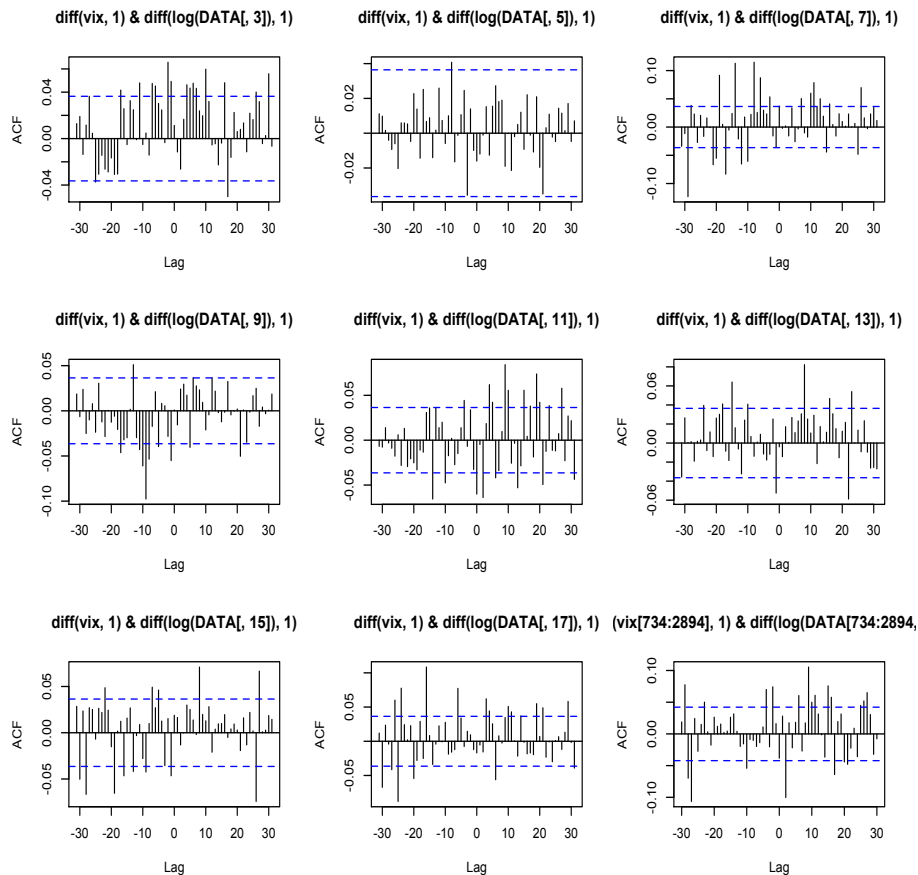 diff(vix, 1) & diff(log(DATA[, 3]), 1)
ACF
0.04
0.00
-0.04
-30 -20 -10 0 10 20 30
Lag
diff(vix, 1) & diff(log(DATA[, 5]), 1)
ACF
0.02
-0.02
-30 -20 -10 0 10 20 30
Lag
diff(vix, 1) & diff(log(DATA[, 7]), 1)
ACF
0.10
0.00
-0.10
-30 -20 -10 0 10 20 30
Lag
diff(vix, 1) & diff(log(DATA[, 9]), 1)
ACF
0.05
0.00
-0.05
-0.10
-30 -20 -10 0 10 20 30
Lag
diff(vix, 1) & diff(log(DATA[, 11]), 1)
ACF
0.05
0.00
-0.05
-30 -20 -10 0 10 20 30
Lag
diff(vix, 1) & diff(log(DATA[, 13]), 1)
ACF
0.06
0.00
-0.06
-30 -20 -10 0 10 20 30
Lag
diff(vix, 1) & diff(log(DATA[, 15]), 1)
ACF
0.05
0.00
-0.05
-30 -20 -10 0 10 20 30
Lag
diff(vix, 1) & diff(log(DATA[, 17]), 1)
ACF
0.05
-0.05
-30 -20 -10 0 10 20 30
Lag
(vix[734:2894], 1) & diff(log(DATA[734:2894,
ACF
0.10
0.00
-0.10
-30 -20 -10 0 10 20 30
Lag